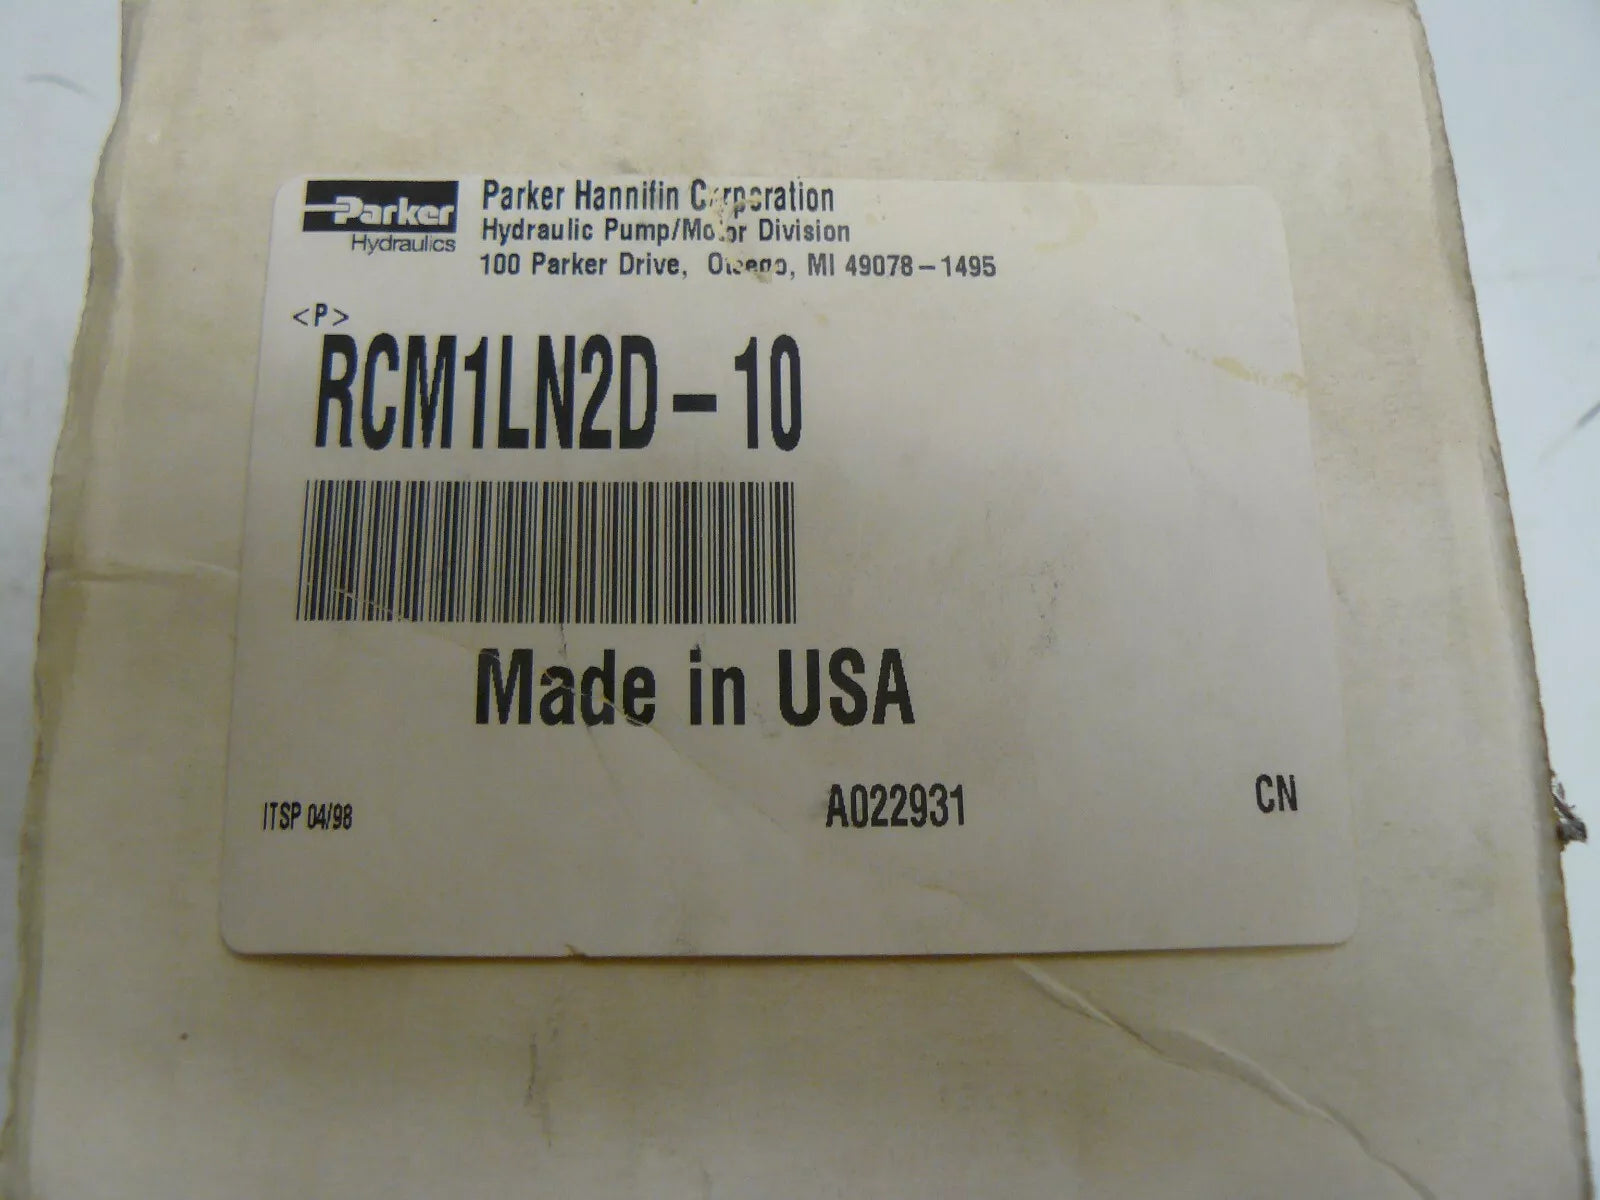 Parker
Hydraulics
Parker Hannifin Corporation
Hydraulic Pump/Motor Division
100 Parker Drive, Otsego, MI 49078-1495
<P>
RCM1LN2D-10
Made in USA
ITSP 04/98
A022931
CN